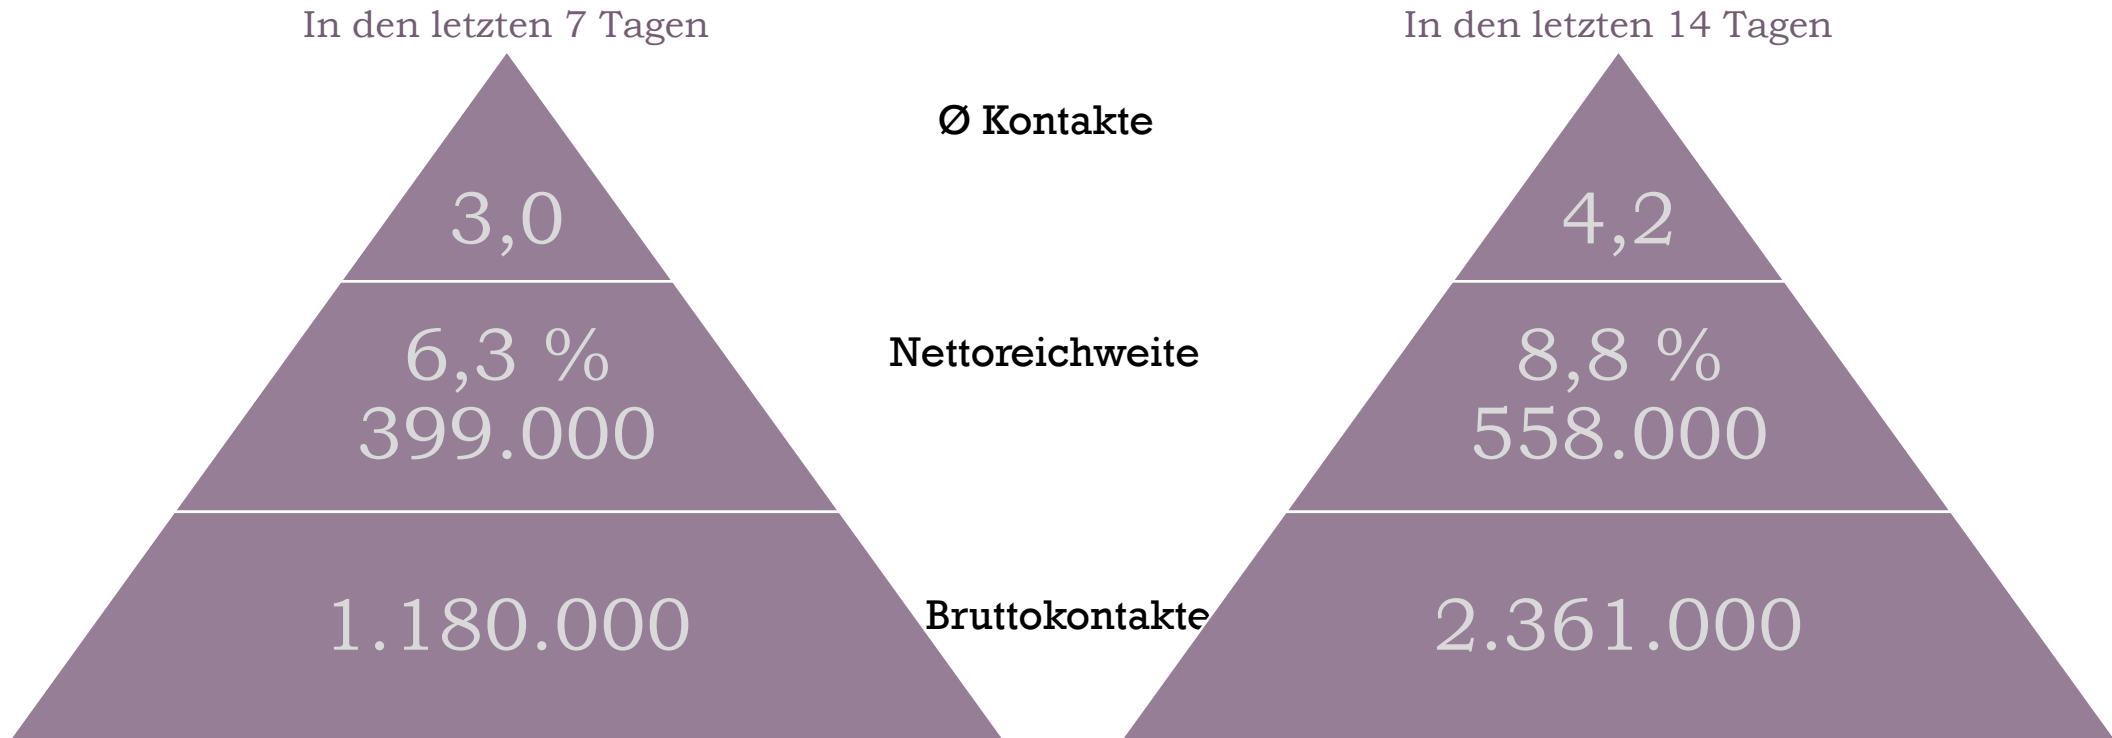 In den letzten 7 Tagen
In den letzten 14 Tagen
Ø Kontakte
3,0
4,2
Nettoreichweite
6,3 %
399.000
8,8 %
558.000
Bruttokontakte
1.180.000
2.361.000